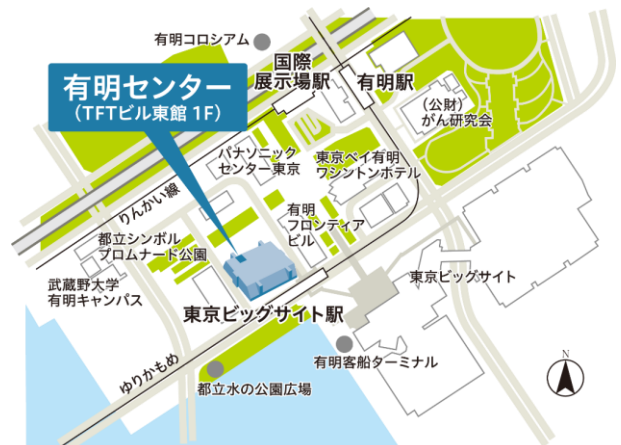 有明コロシアム
国際
展示場駅
有明駅
有明センター
（TFTビル東館 1F）
（公財）
がん研究会
パナソニック
センター東京
東京ベイ有明
ワシントンホテル
りんかい線
有明
フロンティア
ビル
都立シンボル
プロムナード公園
武蔵野大学
有明キャンパス
東京ビッグサイト
東京ビッグサイト駅
ゆりかもめ
有明客船ターミナル
都立水の公園広場
N